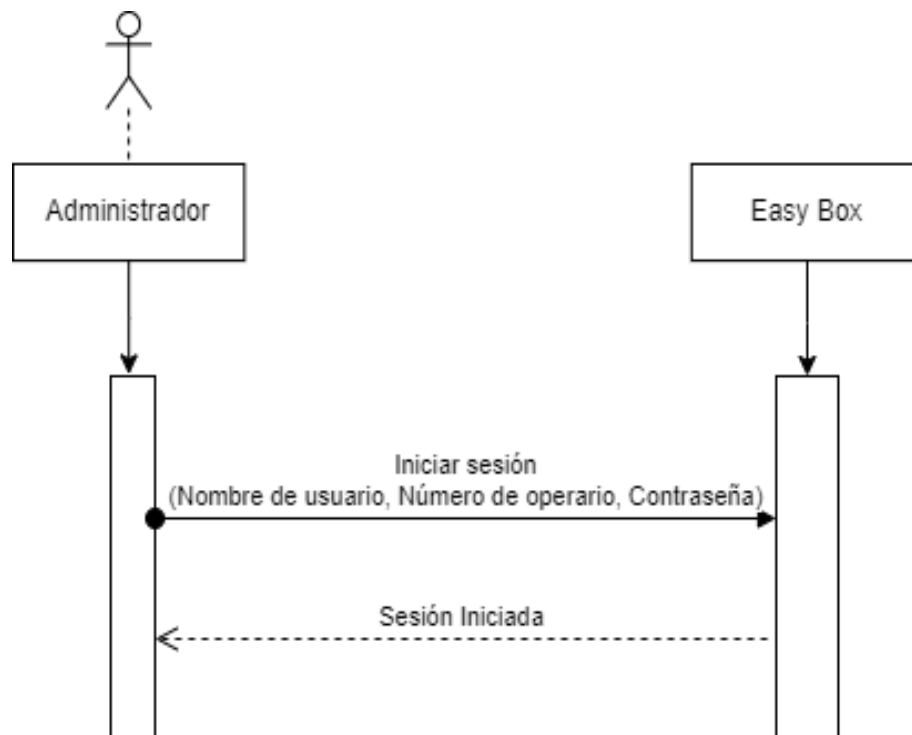 Administrador
Easy Box
Iniciar sesión
(Nombre de usuario, Número de operario, Contraseña)
Sesión Iniciada